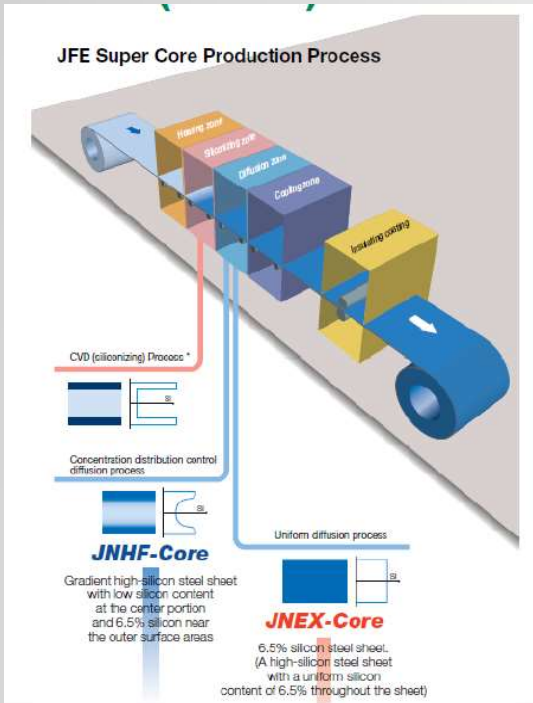 JFE Super Core Production Process
Heating zone
Siliconizing zone
Diffusion zone
Cooling zone
Insulating coating
CVD (siliconizing) Process *
Si
Concentration distribution control
diffusion process
Si
JNHF-Core
Gradient high-silicon steel sheet
with low silicon content
at the center portion
and 6.5% silicon near
the outer surface areas
Uniform diffusion process
Si
JNEX-Core
6.5% silicon steel sheet.
(A high-silicon steel sheet
with a uniform silicon
content of 6.5% throughout the sheet)